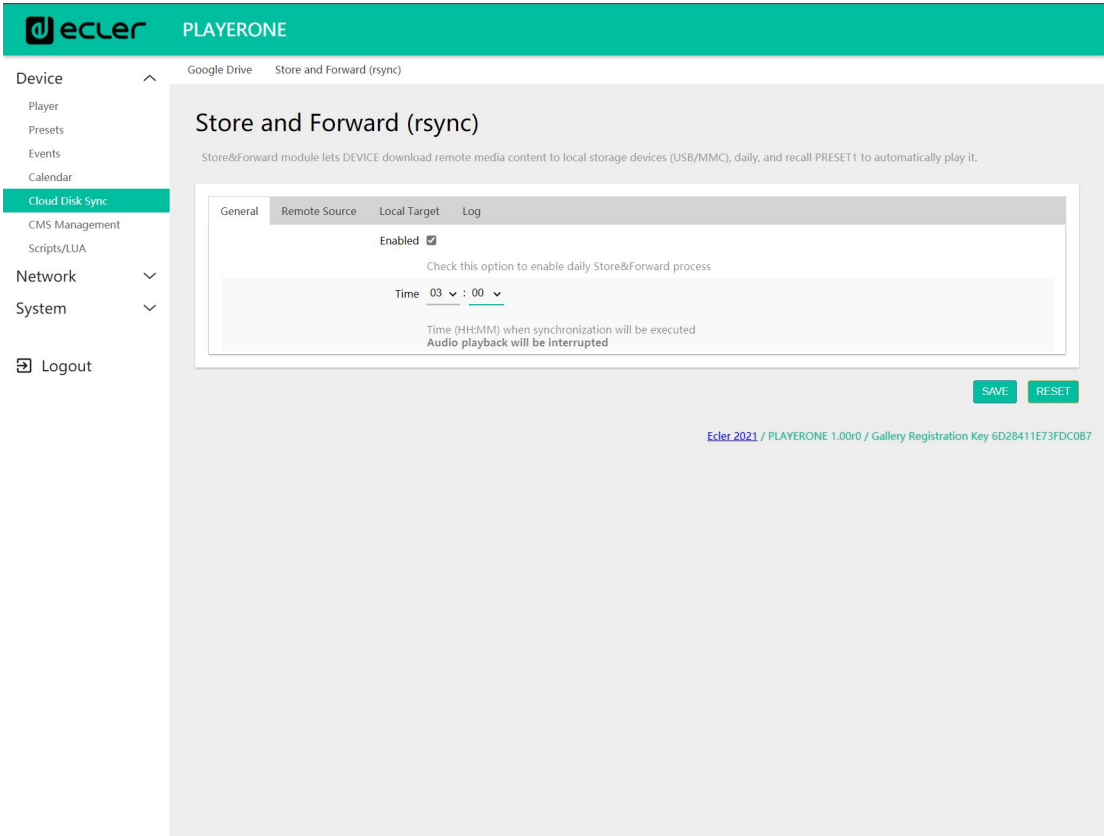 ecler PLAYERONE
Device
Player
Presets
Events
Calendar
Cloud Disk Sync
CMS Management
Scripts/LUA
Network
System
Logout
Google Drive Store and Forward (rsync)
Store and Forward (rsync)
Store&Forward module lets DEVICE download remote media content to local storage devices (USB/MMC), daily, and recall PRESET1 to automatically play it.
General Remote Source Local Target Log
Enabled
Check this option to enable daily Store&Forward process
Time 03 : 00
Time (HH:MM) when synchronization will be executed
Audio playback will be interrupted
SAVE RESET
Ecler 2021 / PLAYERONE 1.00r0 / Gallery Registration Key 6D28411E73FDC0B7